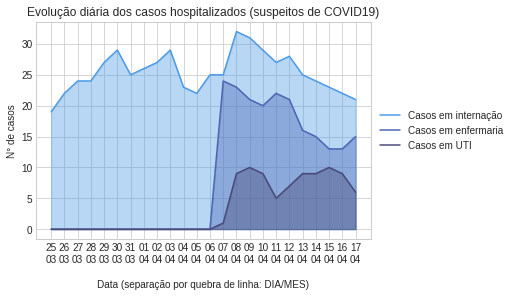 Evolução diária dos casos hospitalizados (suspeitos de COVID19)
N° de casos
30
25
20
15
10
5
0
25 26 27 28 29 30 31 01 02 03 04 05 06 07 08 09 10 11 12 13 14 15 16 17
03 03 03 03 03 03 03 04 04 04 04 04 04 04 04 04 04 04 04 04 04 04 04 04
Data (separação por quebra de linha: DIA/MES)
Casos em internação
Casos em enfermaria
Casos em UTI